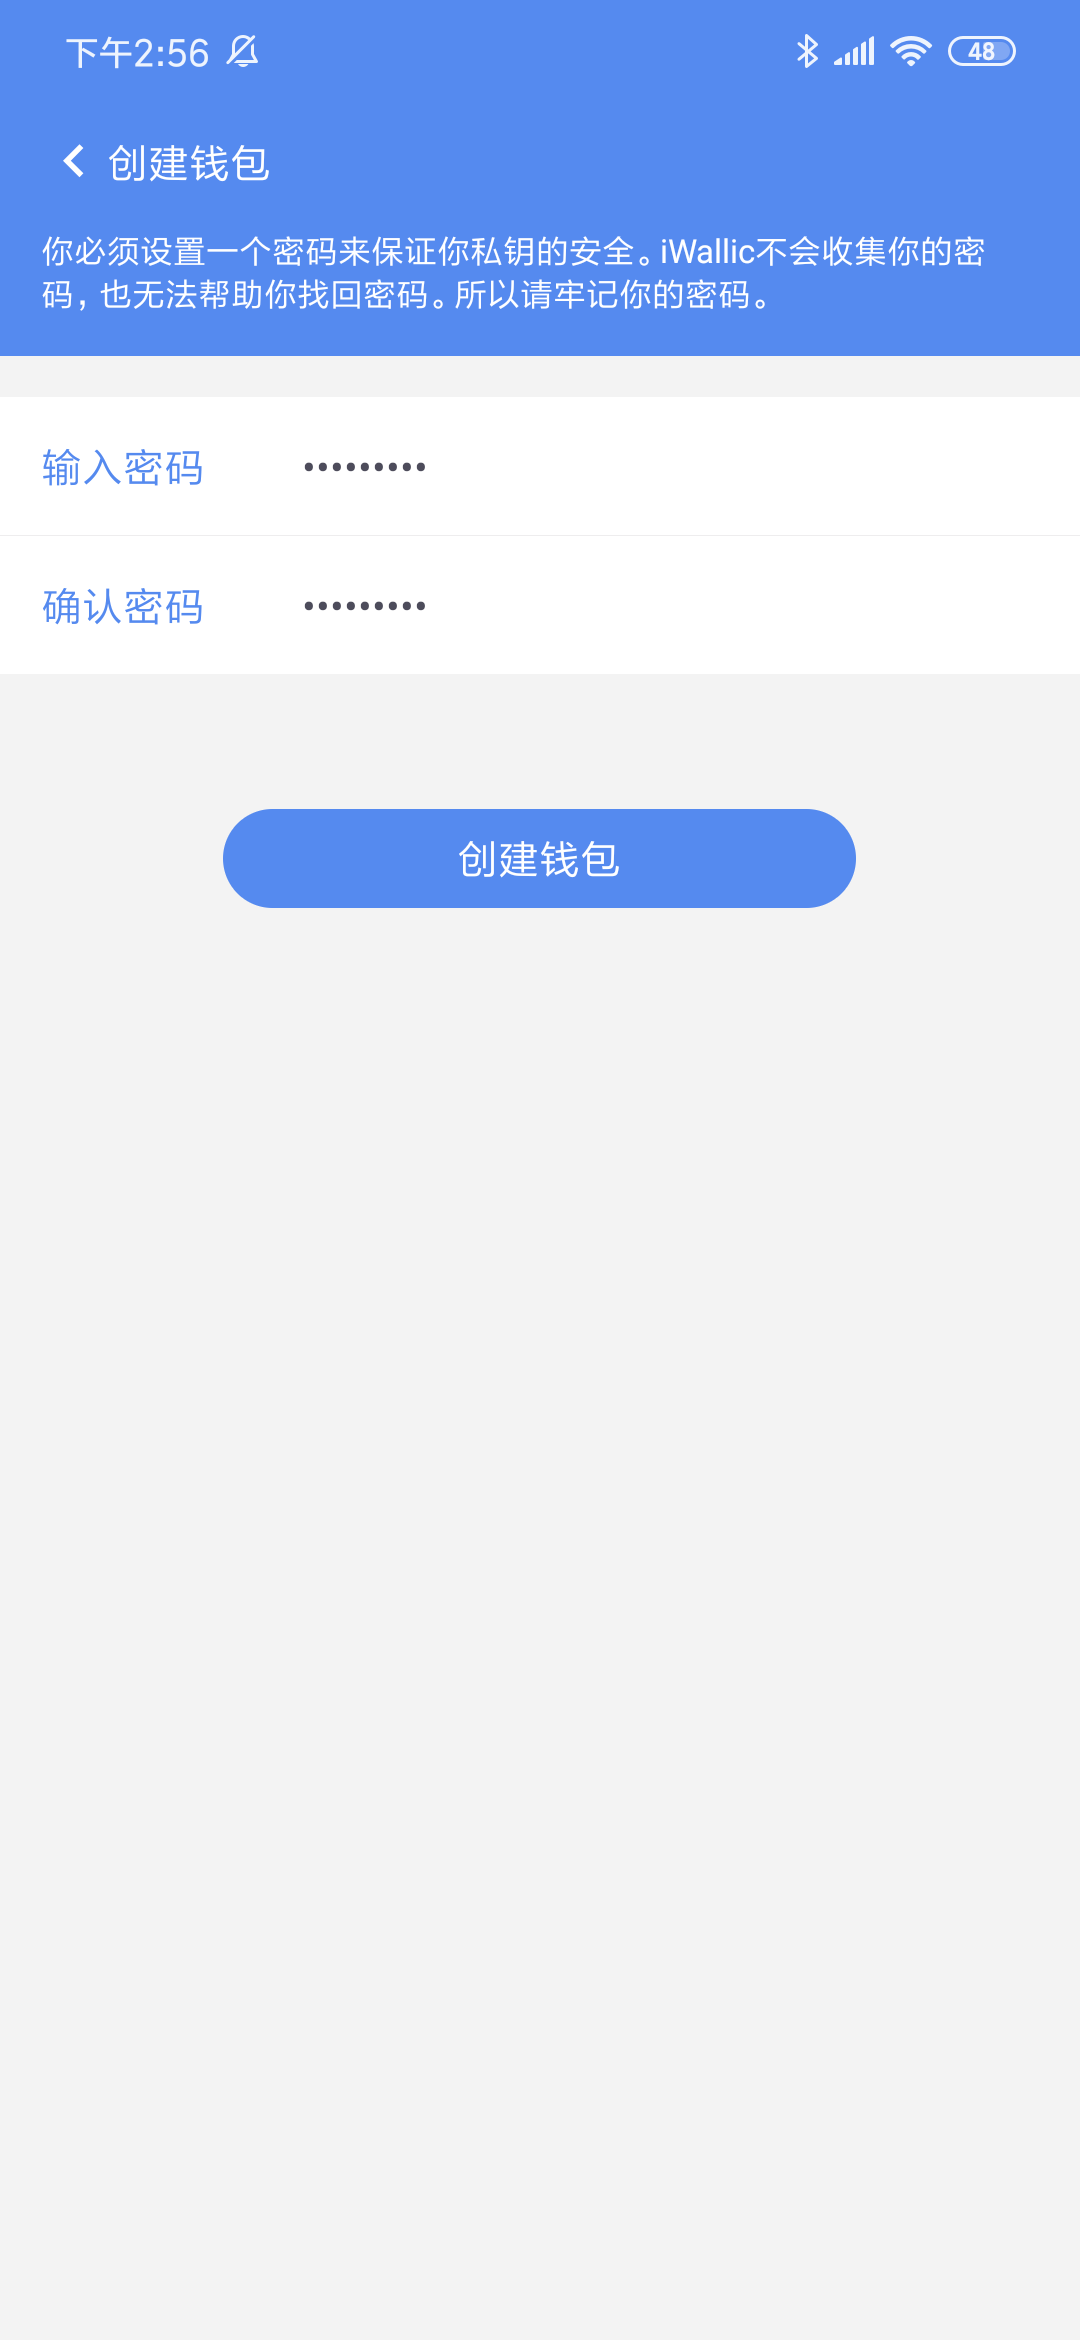 下午2:56
48
创建钱包
你必须设置一个密码来保证你私钥的安全。iWallic不会收集你的密
码，也无法帮助你找回密码。所以请牢记你的密码。
输入密码 •••••••••
确认密码 •••••••••
创建钱包